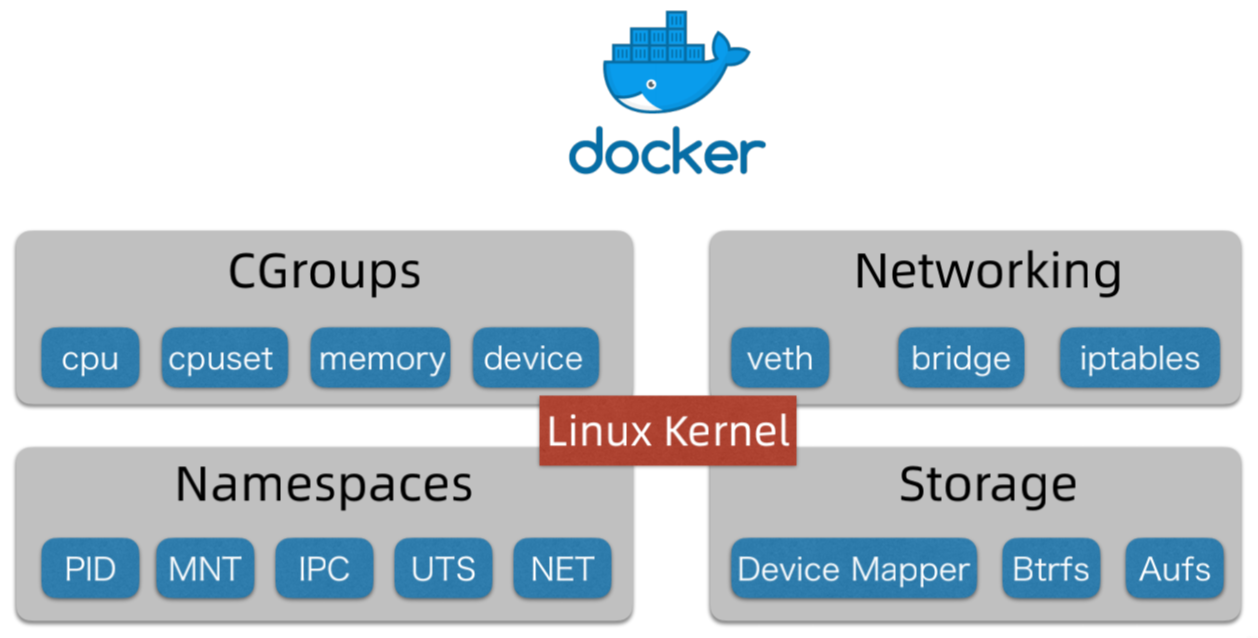 docker
CGroups
cpu cpuset memory device
Networking
veth bridge iptables
Linux Kernel
Namespaces
PID MNT IPC UTS NET
Storage
Device Mapper Btrfs Aufs